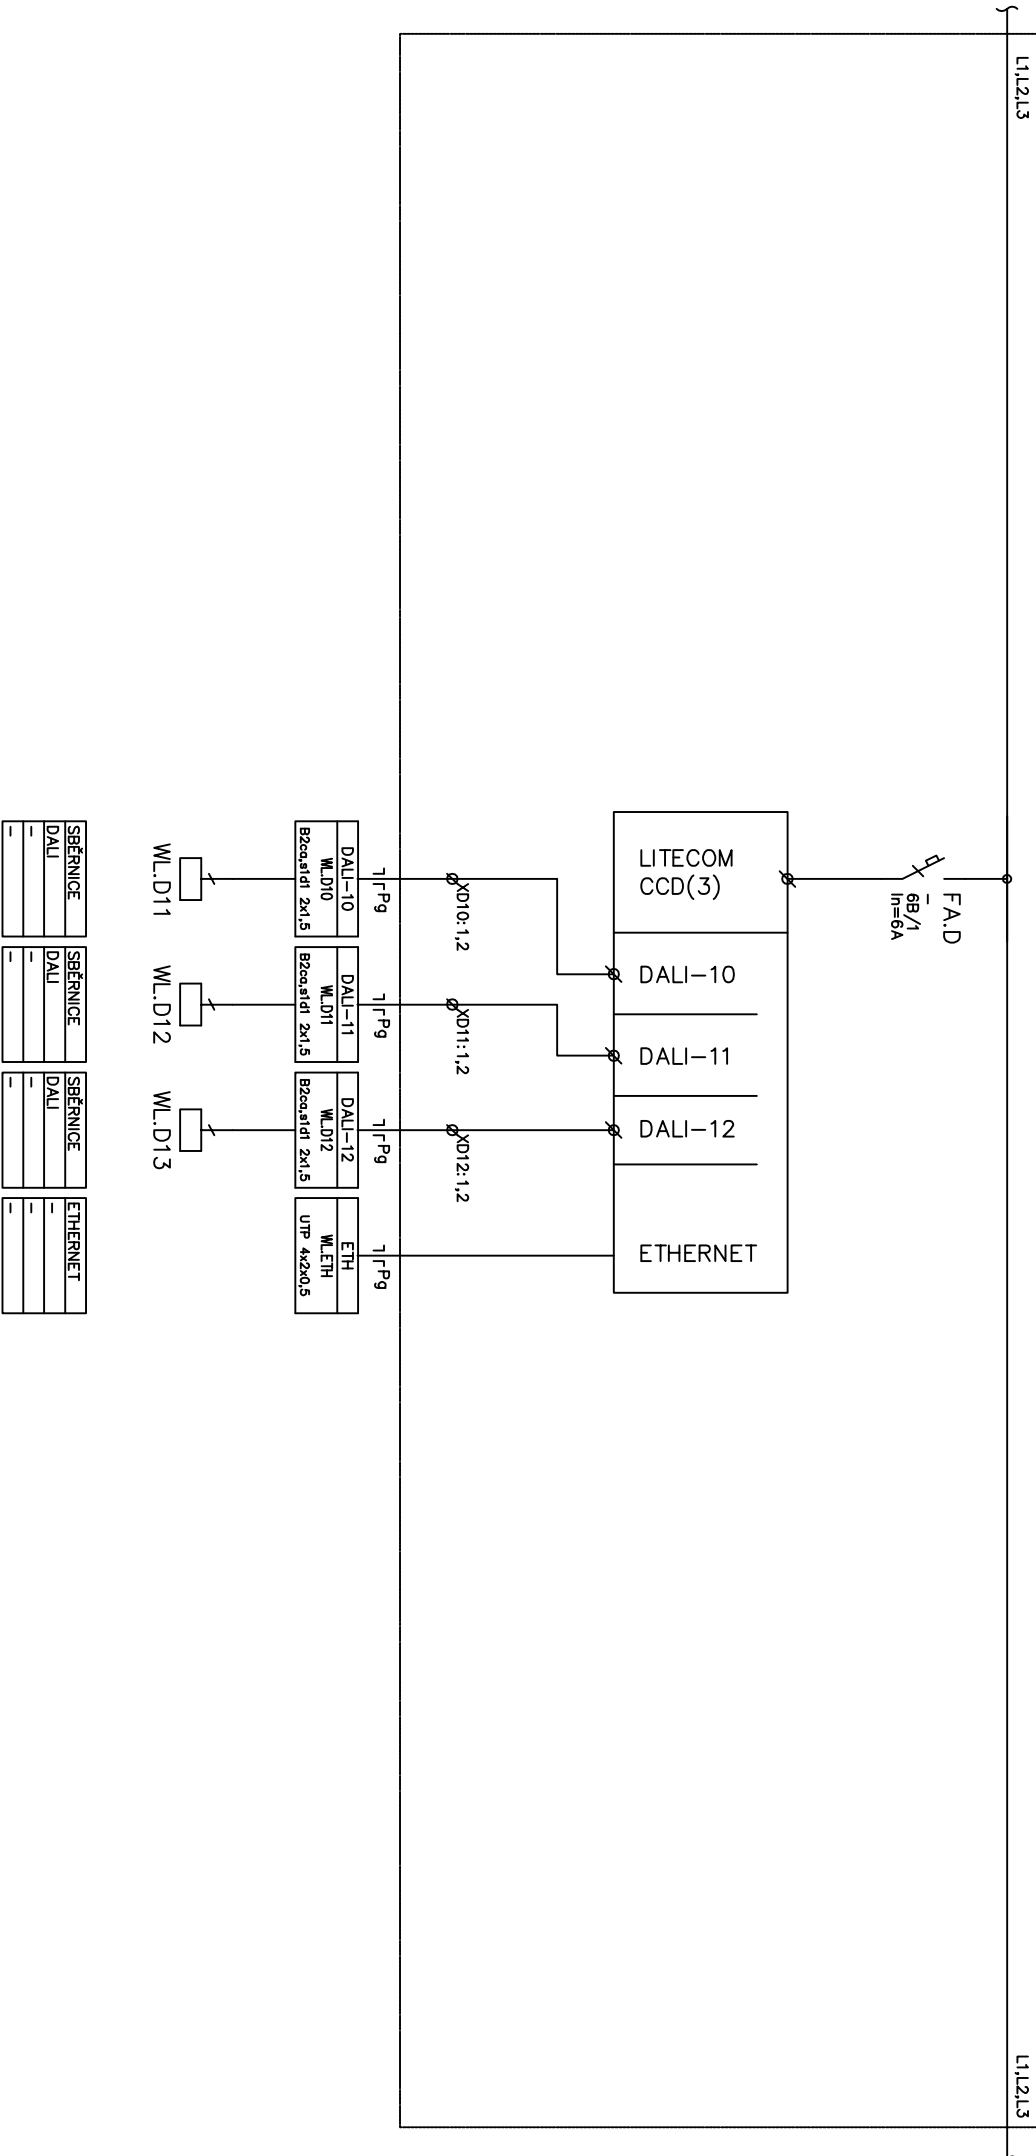 L1,L2,L3
L1,L2,L3
FA.D
–
6B/1
In=6A
LITECOM
CCD(3)
DALI–10
DALI–11
DALI–12
ETHERNET
XD10:1,2
XD11:1,2
XD12:1,2
Pg
Pg
Pg
Pg
DALI–10
WL.D10
B2ca,s1d1 2x1,5
DALI–11
WL.D11
B2ca,s1d1 2x1,5
DALI–12
WL.D12
B2ca,s1d1 2x1,5
ETH
WL.ETH
UTP 4x2x0,5
WL.D11
WL.D12
WL.D13
SBĚRNICE
DALI
–
–
SBĚRNICE
DALI
–
–
SBĚRNICE
DALI
–
–
ETHERNET
–
–
–